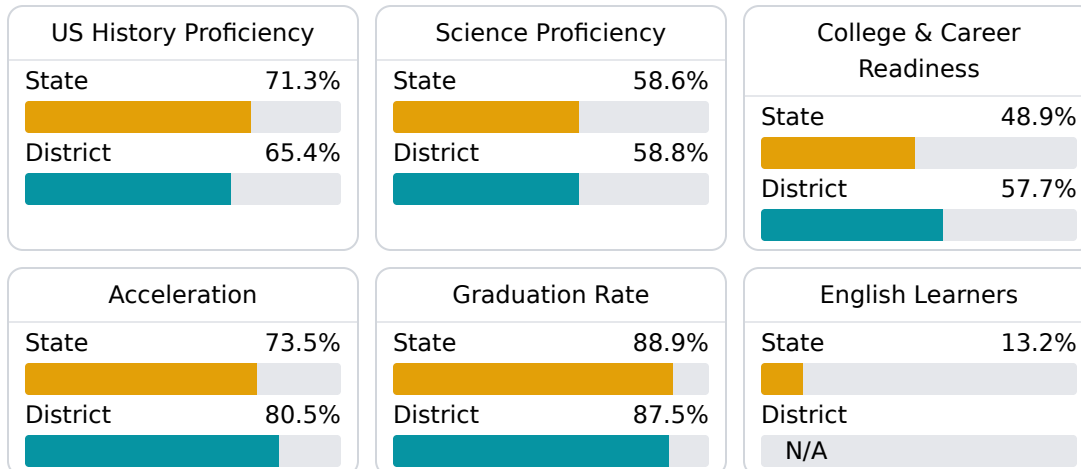 US History Proficiency
State 71.3%
District 65.4%
Science Proficiency
State 58.6%
District 58.8%
College & Career
Readiness
State 48.9%
District 57.7%
Acceleration
State 73.5%
District 80.5%
Graduation Rate
State 88.9%
District 87.5%
English Learners
State 13.2%
District
N/A